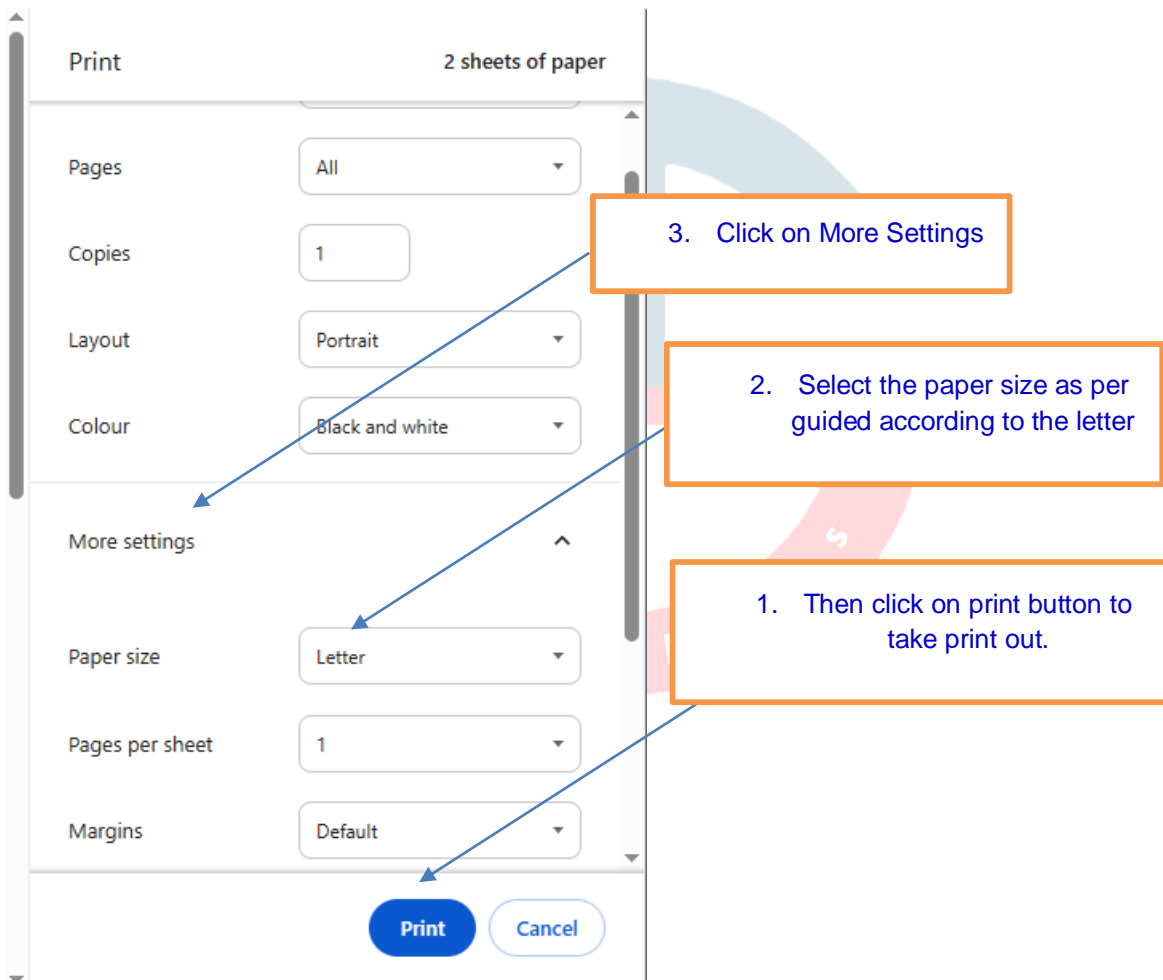 Print 2 sheets of paper
Pages All
Copies 1
3. Click on More Settings
Layout Portrait
2. Select the paper size as per
guided according to the letter
Colour Black and white
More settings
S
1. Then click on print button to
take print out.
Paper size Letter
Pages per sheet 1
Margins Default
Print Cancel